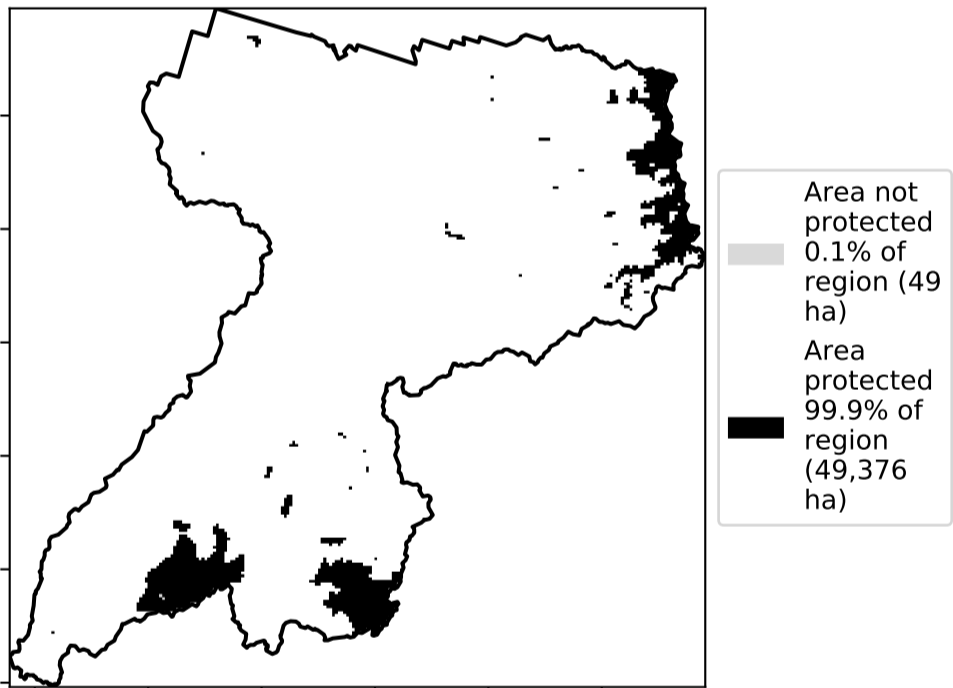 Area not
protected
0.1% of
region (49
ha)
Area
protected
99.9% of
region
(49,376
ha)